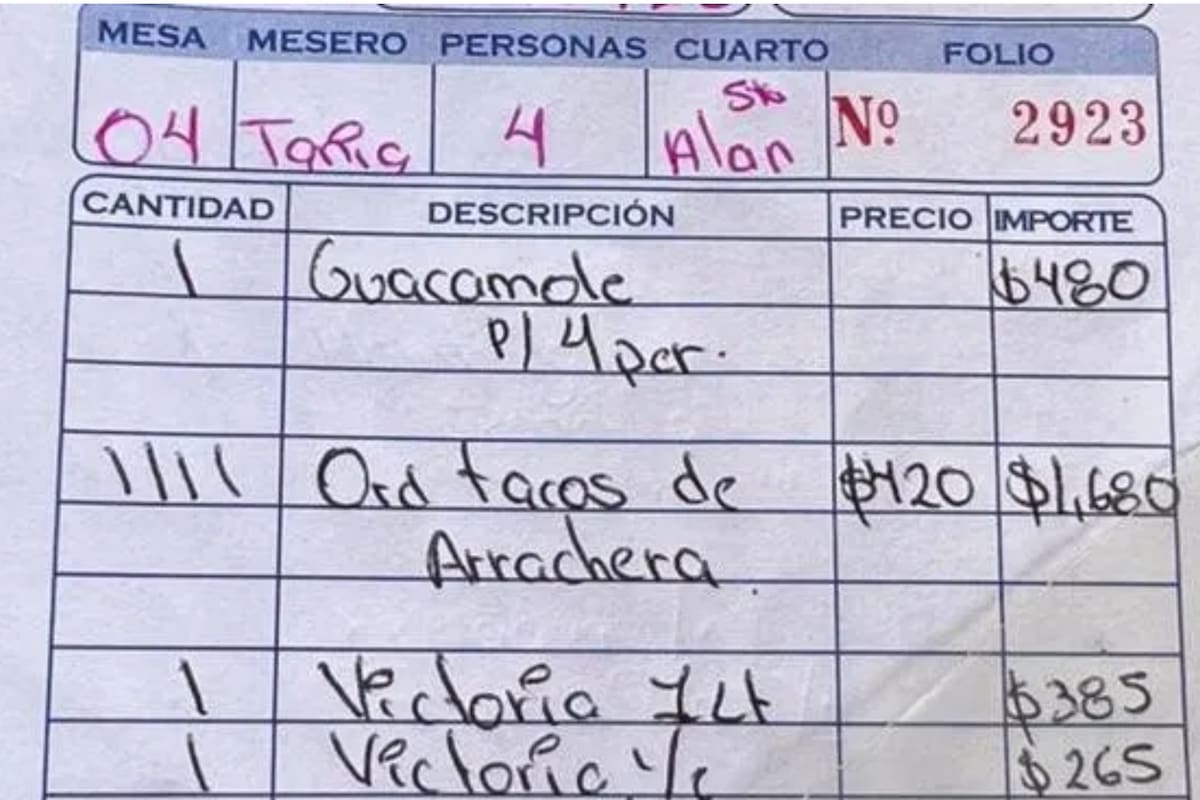 MESA MESERO PERSONAS CUARTO FOLIO
04 Tania 4 Alan Nº 2923
CANTIDAD DESCRIPCIÓN PRECIO IMPORTE
1 Guacamole $480
p/ 4 per.
1111 Ord tacos de $420 $1,680
Arrachera
1 Victoria 1Lt $385
1 Victoria $265